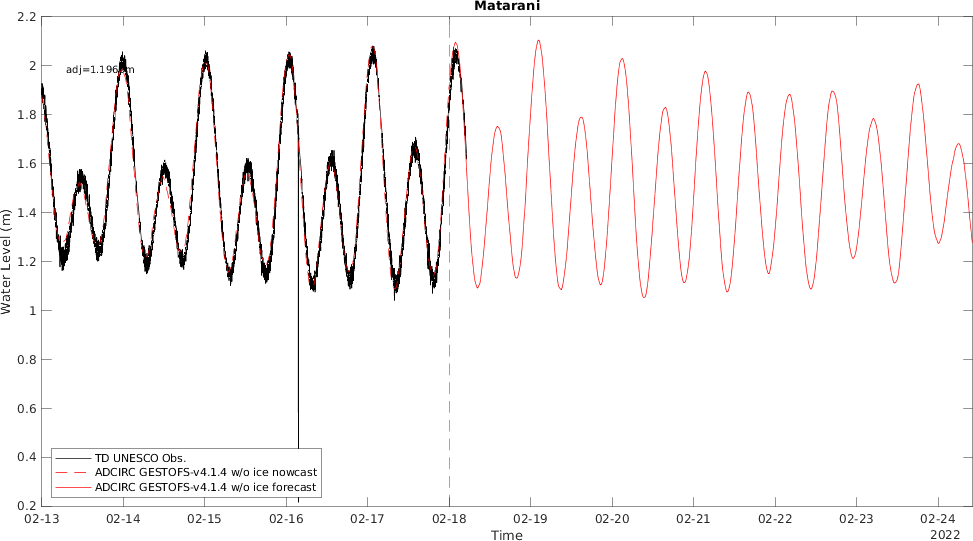 Matarani
2.2
2
1.8
1.6
1.4
1.2
1
0.8
0.6
0.4
0.2
Water Level (m)
TD UNESCO Obs.
ADCIRC GESTOFS-v4.1.4 w/o ice nowcast
ADCIRC GESTOFS-v4.1.4 w/o ice forecast
02-13 02-14 02-15 02-16 02-17 02-18 02-19 02-20 02-21 02-22 02-23 02-24
Time
2022